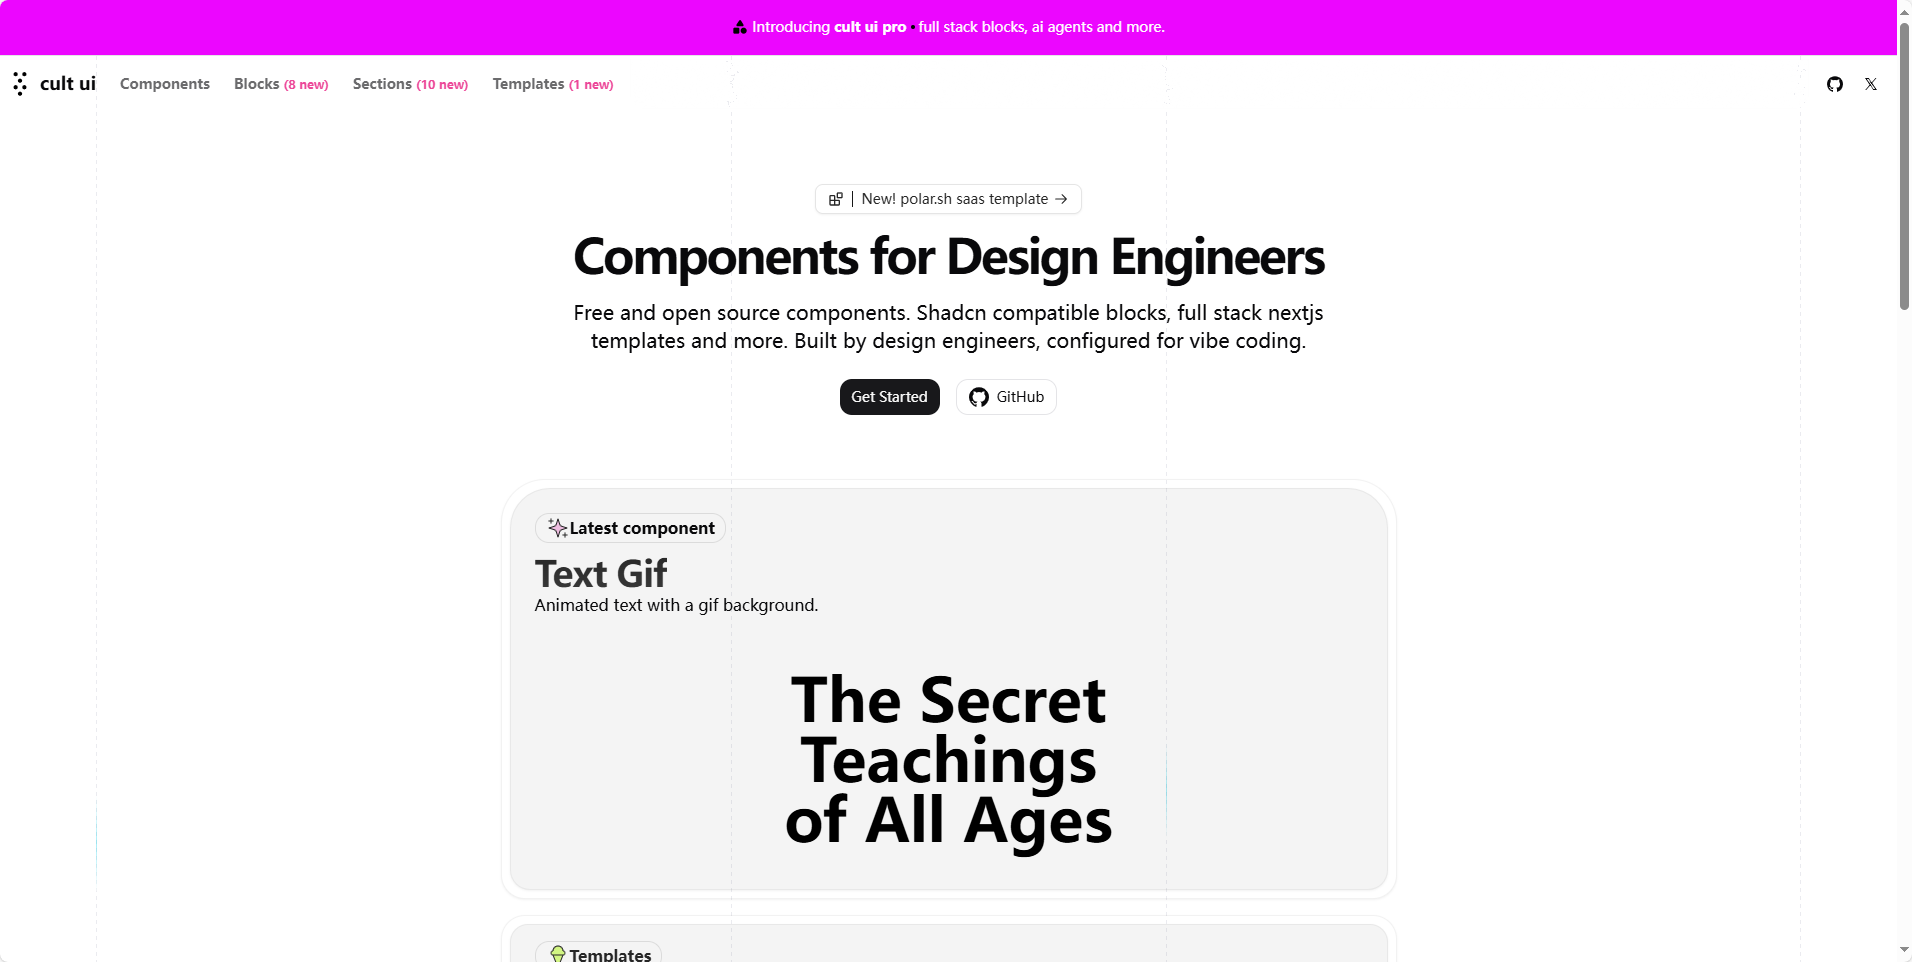 Introducing cult ui pro • full stack blocks, ai agents and more.
cult ui Components Blocks (8 new) Sections (10 new) Templates (1 new) 𝕏
New! polar.sh saas template →
Components for Design Engineers
Free and open source components. Shadcn compatible blocks, full stack nextjs
templates and more. Built by design engineers, configured for vibe coding.
Get Started GitHub
Latest component
Text Gif
Animated text with a gif background.
The Secret
Teachings
of All Ages
Templates